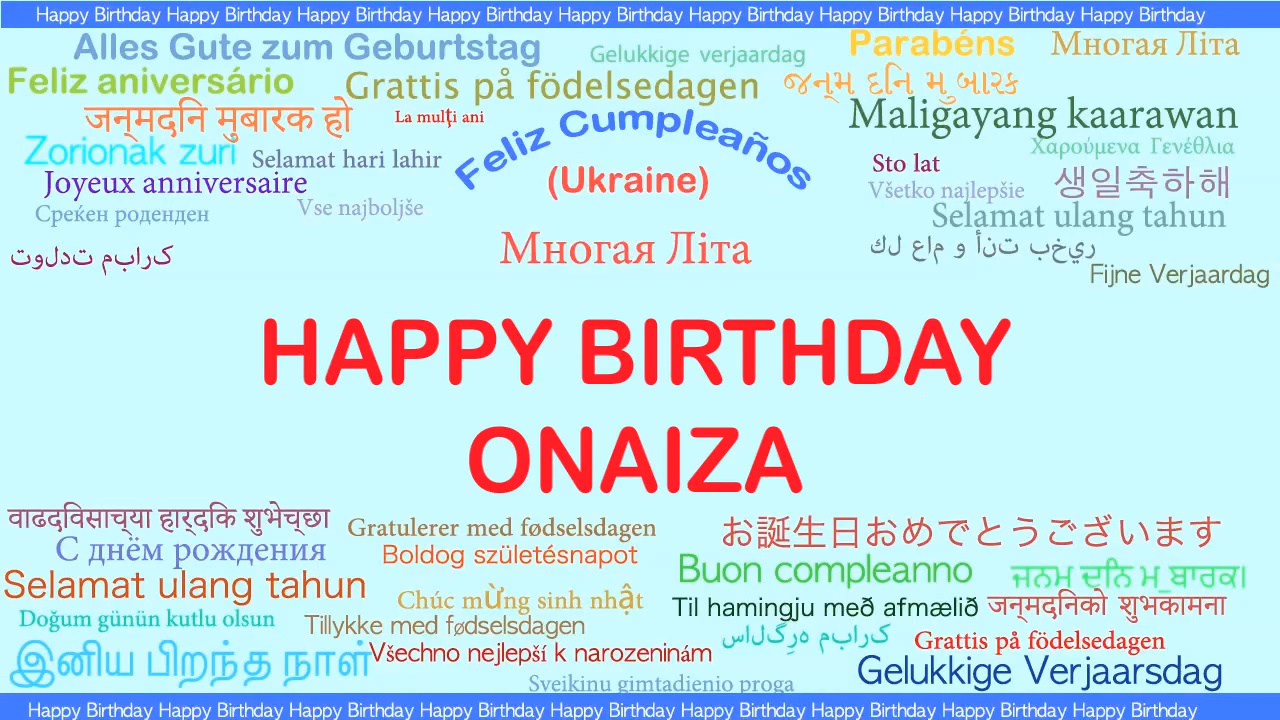 Happy Birthday Happy Birthday Happy Birthday Happy Birthday Happy Birthday Happy Birthday Happy Birthday Happy Birthday Happy Birthday
Alles Gute zum Geburtstag
Gelukkige verjaardag
Parabéns
Многая Літа
Feliz aniversário
Grattis på födelsedagen
જન્મ દિન મુબારક
Maligayang kaarawan
जन्मदिन मुबारक हो
La mulţi ani
Feliz Cumpleaños
Χαρούμενα Γενέθλια
Zorionak zuri
Selamat hari lahir
Sto lat
생일축하해
Joyeux anniversaire
(Ukraine)
Všetko najlepšie
Среќен роденден
Vse najboljše
Selamat ulang tahun
تولدت مبارک
Многая Літа
كل عام و أنت بخير
Fijne Verjaardag
HAPPY BIRTHDAY
ONAIZA
वाढदिवसाच्या हार्दिक शुभेच्छा
Gratulerer med fødselsdagen
お誕生日おめでとうございます
С днём рождения
Boldog születésnapot
Buon compleanno
ਜਨਮ ਦਿਨ ਮੁਬਾਰਕ।
Selamat ulang tahun
Chúc mừng sinh nhật
Til hamingju með afmælið
जन्मदिनको शुभकामना
Doğum günün kutlu olsun
Tillykke med fødselsdagen
سالگرہ مبارک
Grattis på födelsedagen
இனிய பிறந்த நாள்
Všechno nejlepší k narozeninám
Gelukkige Verjaarsdag
Sveikinu gimtadienio proga
Happy Birthday Happy Birthday Happy Birthday Happy Birthday Happy Birthday Happy Birthday Happy Birthday Happy Birthday Happy Birthday